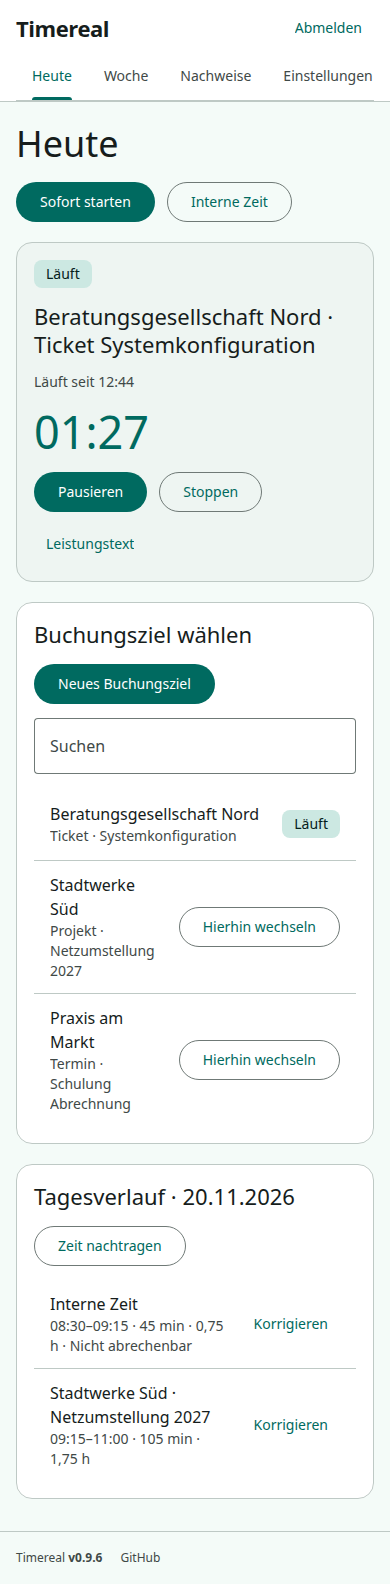 Timereal
Abmelden
Heute Woche Nachweise Einstellungen
Heute
Sofort starten Interne Zeit
Läuft
Beratungsgesellschaft Nord ·
Ticket Systemkonfiguration
Läuft seit 12:44
01:27
Pausieren Stoppen
Leistungstext
Buchungsziel wählen
Neues Buchungsziel
Suchen
Beratungsgesellschaft Nord
Ticket · Systemkonfiguration
Läuft
Stadtwerke
Süd
Projekt ·
Netzumstellung
2027
Hierhin wechseln
Praxis am
Markt
Termin ·
Schulung
Abrechnung
Hierhin wechseln
Tagesverlauf · 20.11.2026
Zeit nachtragen
Interne Zeit
08:30–09:15 · 45 min · 0,75
h · Nicht abrechenbar
Korrigieren
Stadtwerke Süd ·
Netzumstellung 2027
09:15–11:00 · 105 min ·
1,75 h
Korrigieren
Timereal v0.9.6 GitHub